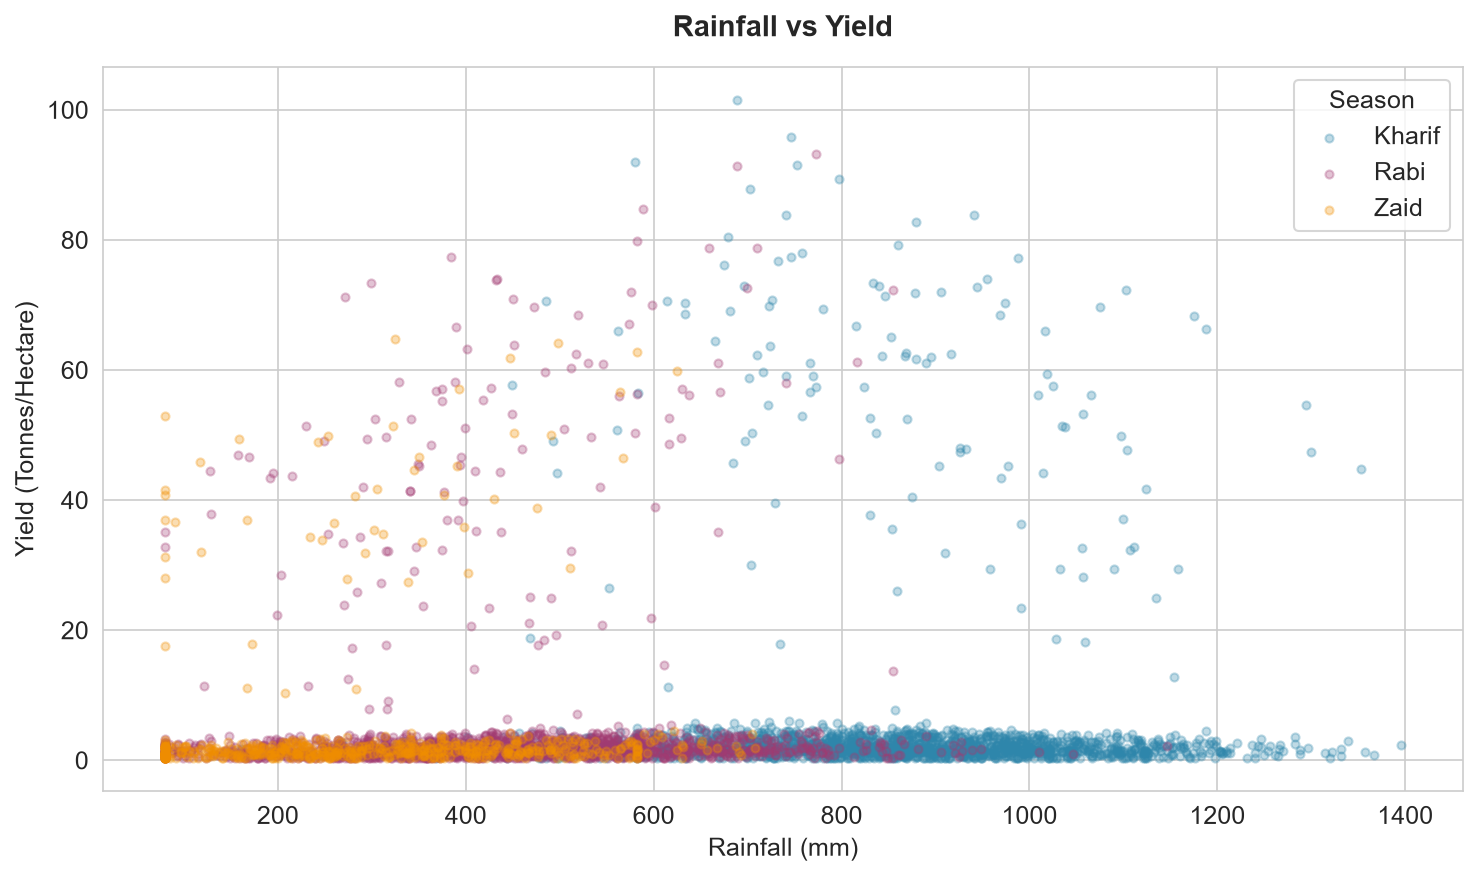 Rainfall vs Yield
Season
Kharif
Rabi
Zaid
Yield (Tonnes/Hectare)
100
80
60
40
20
0
200 400 600 800 1000 1200 1400
Rainfall (mm)